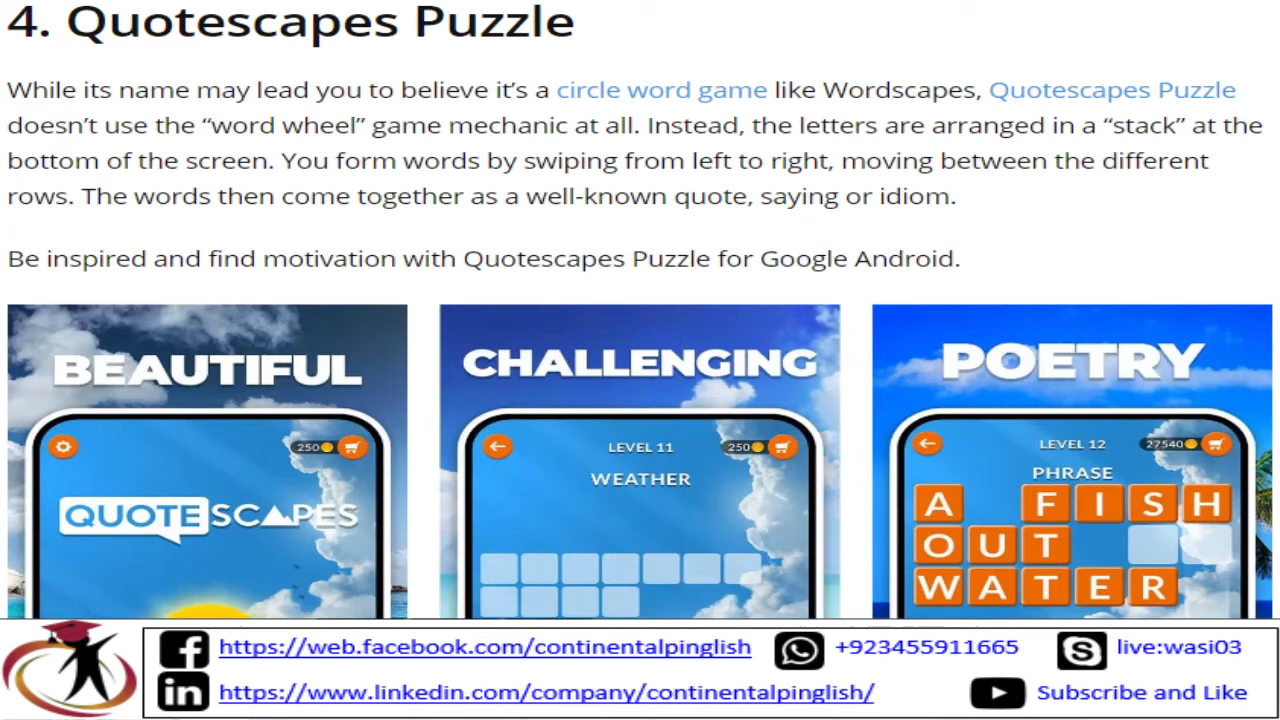 4. Quotescapes Puzzle
While its name may lead you to believe it’s a circle word game like Wordscapes, Quotescapes Puzzle
doesn’t use the “word wheel” game mechanic at all. Instead, the letters are arranged in a “stack” at the
bottom of the screen. You form words by swiping from left to right, moving between the different
rows. The words then come together as a well-known quote, saying or idiom.
Be inspired and find motivation with Quotescapes Puzzle for Google Android.
BEAUTIFUL
250
QUOTESCAPES
CHALLENGING
LEVEL 11
250
WEATHER
POETRY
LEVEL 12
27540
PHRASE
A FISH
OUT
WATER
https://web.facebook.com/continentalpinglish
+923455911665
live:wasi03
https://www.linkedin.com/company/continentalpinglish/
Subscribe and Like